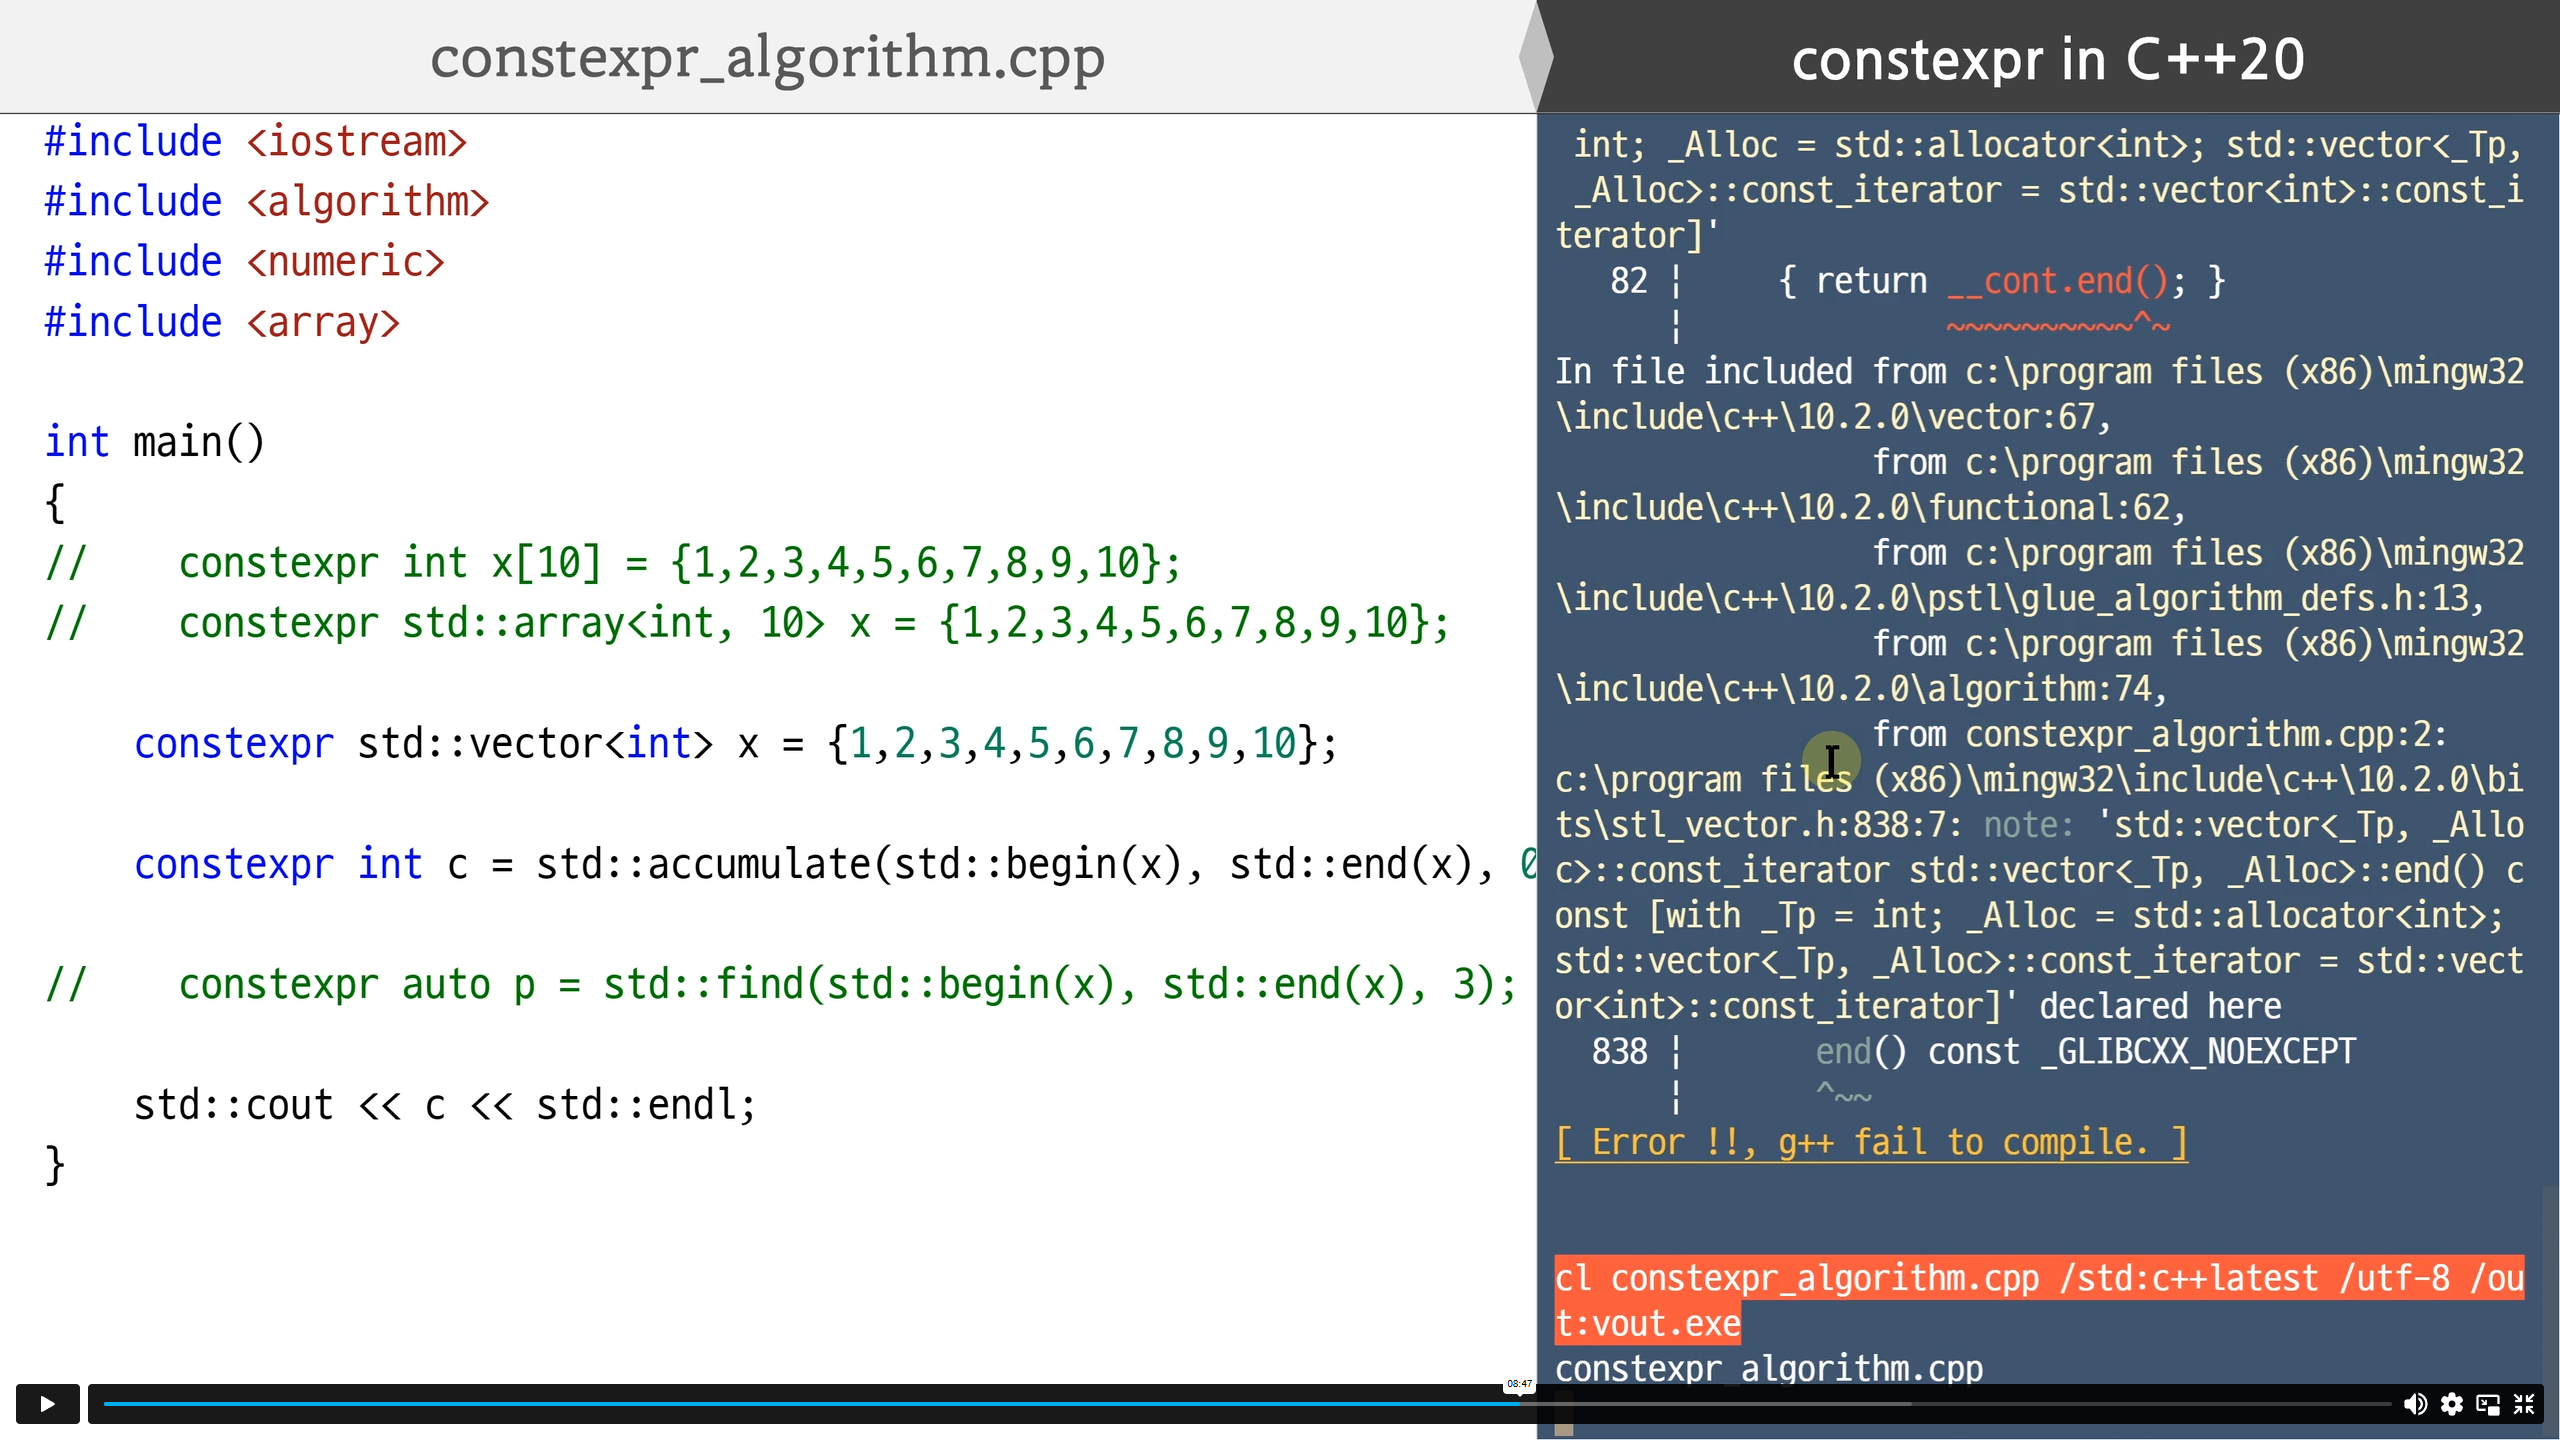 constexpr_algorithm.cpp
#include <iostream>
#include <algorithm>
#include <numeric>
#include <array>
int main()
{
//    constexpr int x[10] = {1,2,3,4,5,6,7,8,9,10};
//    constexpr std::array<int, 10> x = {1,2,3,4,5,6,7,8,9,10};
    constexpr std::vector<int> x = {1,2,3,4,5,6,7,8,9,10};
    constexpr int c = std::accumulate(std::begin(x), std::end(x), 0
//    constexpr auto p = std::find(std::begin(x), std::end(x), 3);
    std::cout << c << std::endl;
}
constexpr in C++20
 int; _Alloc = std::allocator<int>; std::vector<_Tp,
 _Alloc>::const_iterator = std::vector<int>::const_i
terator]'
   82 ¦     { return __cont.end(); }
      ¦              ~~~~~~~~~~^~
In file included from c:\program files (x86)\mingw32
\include\c++\10.2.0\vector:67,
                 from c:\program files (x86)\mingw32
\include\c++\10.2.0\functional:62,
                 from c:\program files (x86)\mingw32
\include\c++\10.2.0\pstl\glue_algorithm_defs.h:13,
                 from c:\program files (x86)\mingw32
\include\c++\10.2.0\algorithm:74,
                 from constexpr_algorithm.cpp:2:
c:\program files (x86)\mingw32\include\c++\10.2.0\bi
ts\stl_vector.h:838:7: note: 'std::vector<_Tp, _Allo
c>::const_iterator std::vector<_Tp, _Alloc>::end() c
onst [with _Tp = int; _Alloc = std::allocator<int>;
std::vector<_Tp, _Alloc>::const_iterator = std::vect
or<int>::const_iterator]' declared here
  838 ¦       end() const _GLIBCXX_NOEXCEPT
      ¦       ^~~
[ Error !!, g++ fail to compile. ]
cl constexpr_algorithm.cpp /std:c++latest /utf-8 /ou
t:vout.exe
constexpr_algorithm.cpp
08:47